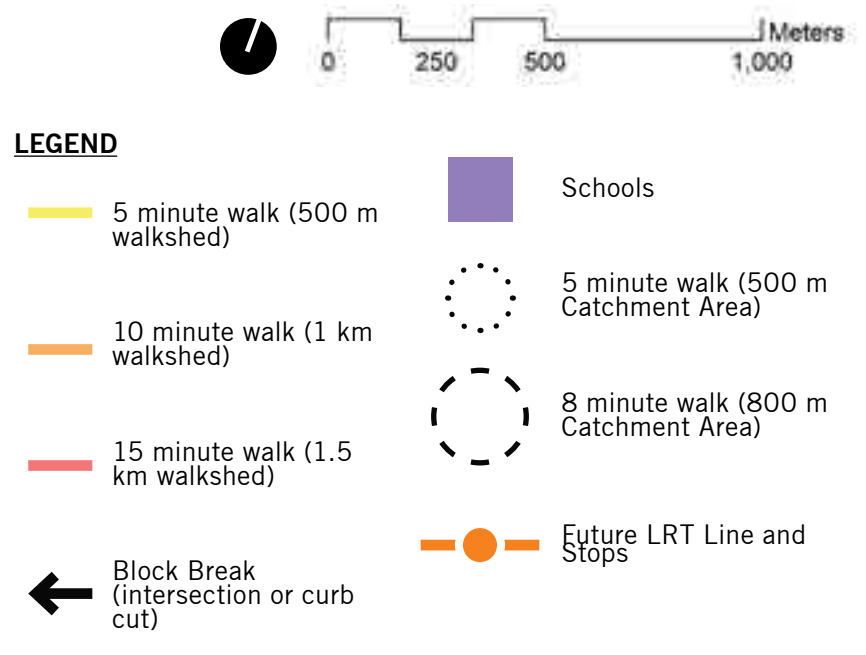 Meters
0 250 500 1,000
LEGEND
5 minute walk (500 m
walkshed)
10 minute walk (1 km
walkshed)
15 minute walk (1.5
km walkshed)
Block Break
(intersection or curb
cut)
Schools
5 minute walk (500 m
Catchment Area)
8 minute walk (800 m
Catchment Area)
Future LRT Line and
Stops